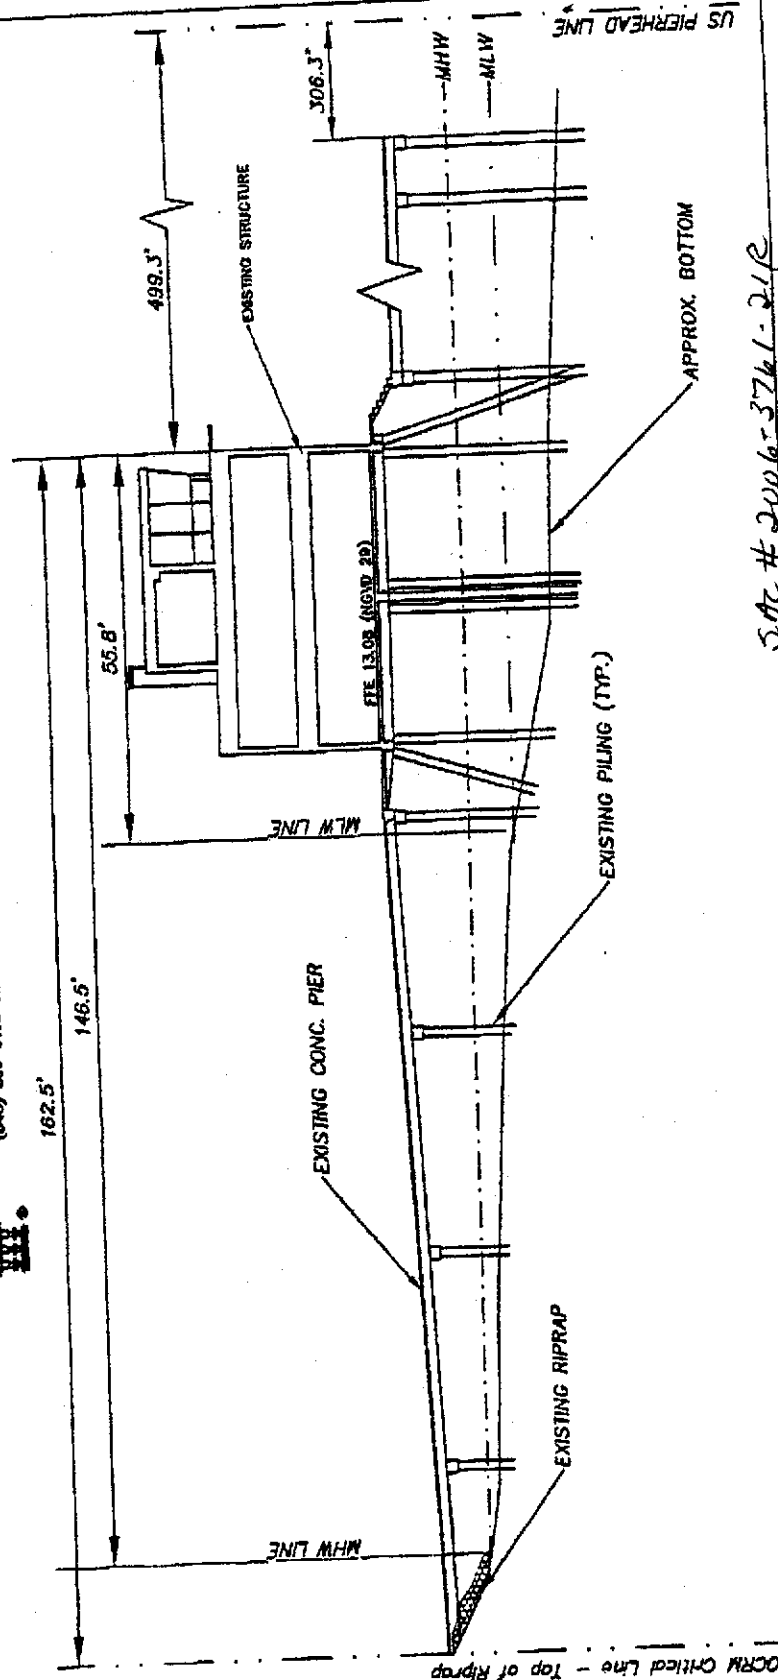 US PIERHEAD LINE
306.3'
MHW
MLW
499.3'
EXISTING STRUCTURE
APPROX. BOTTOM
SAC # 2006-3761-21R
55.8'
FFE 13.08 (NGVD 29)
MLW LINE
EXISTING PILING (TYP.)
162.5'
146.5'
EXISTING CONC. PIER
EXISTING RIPRAP
MHW LINE
OCRM Critical Line - Top of Riprap